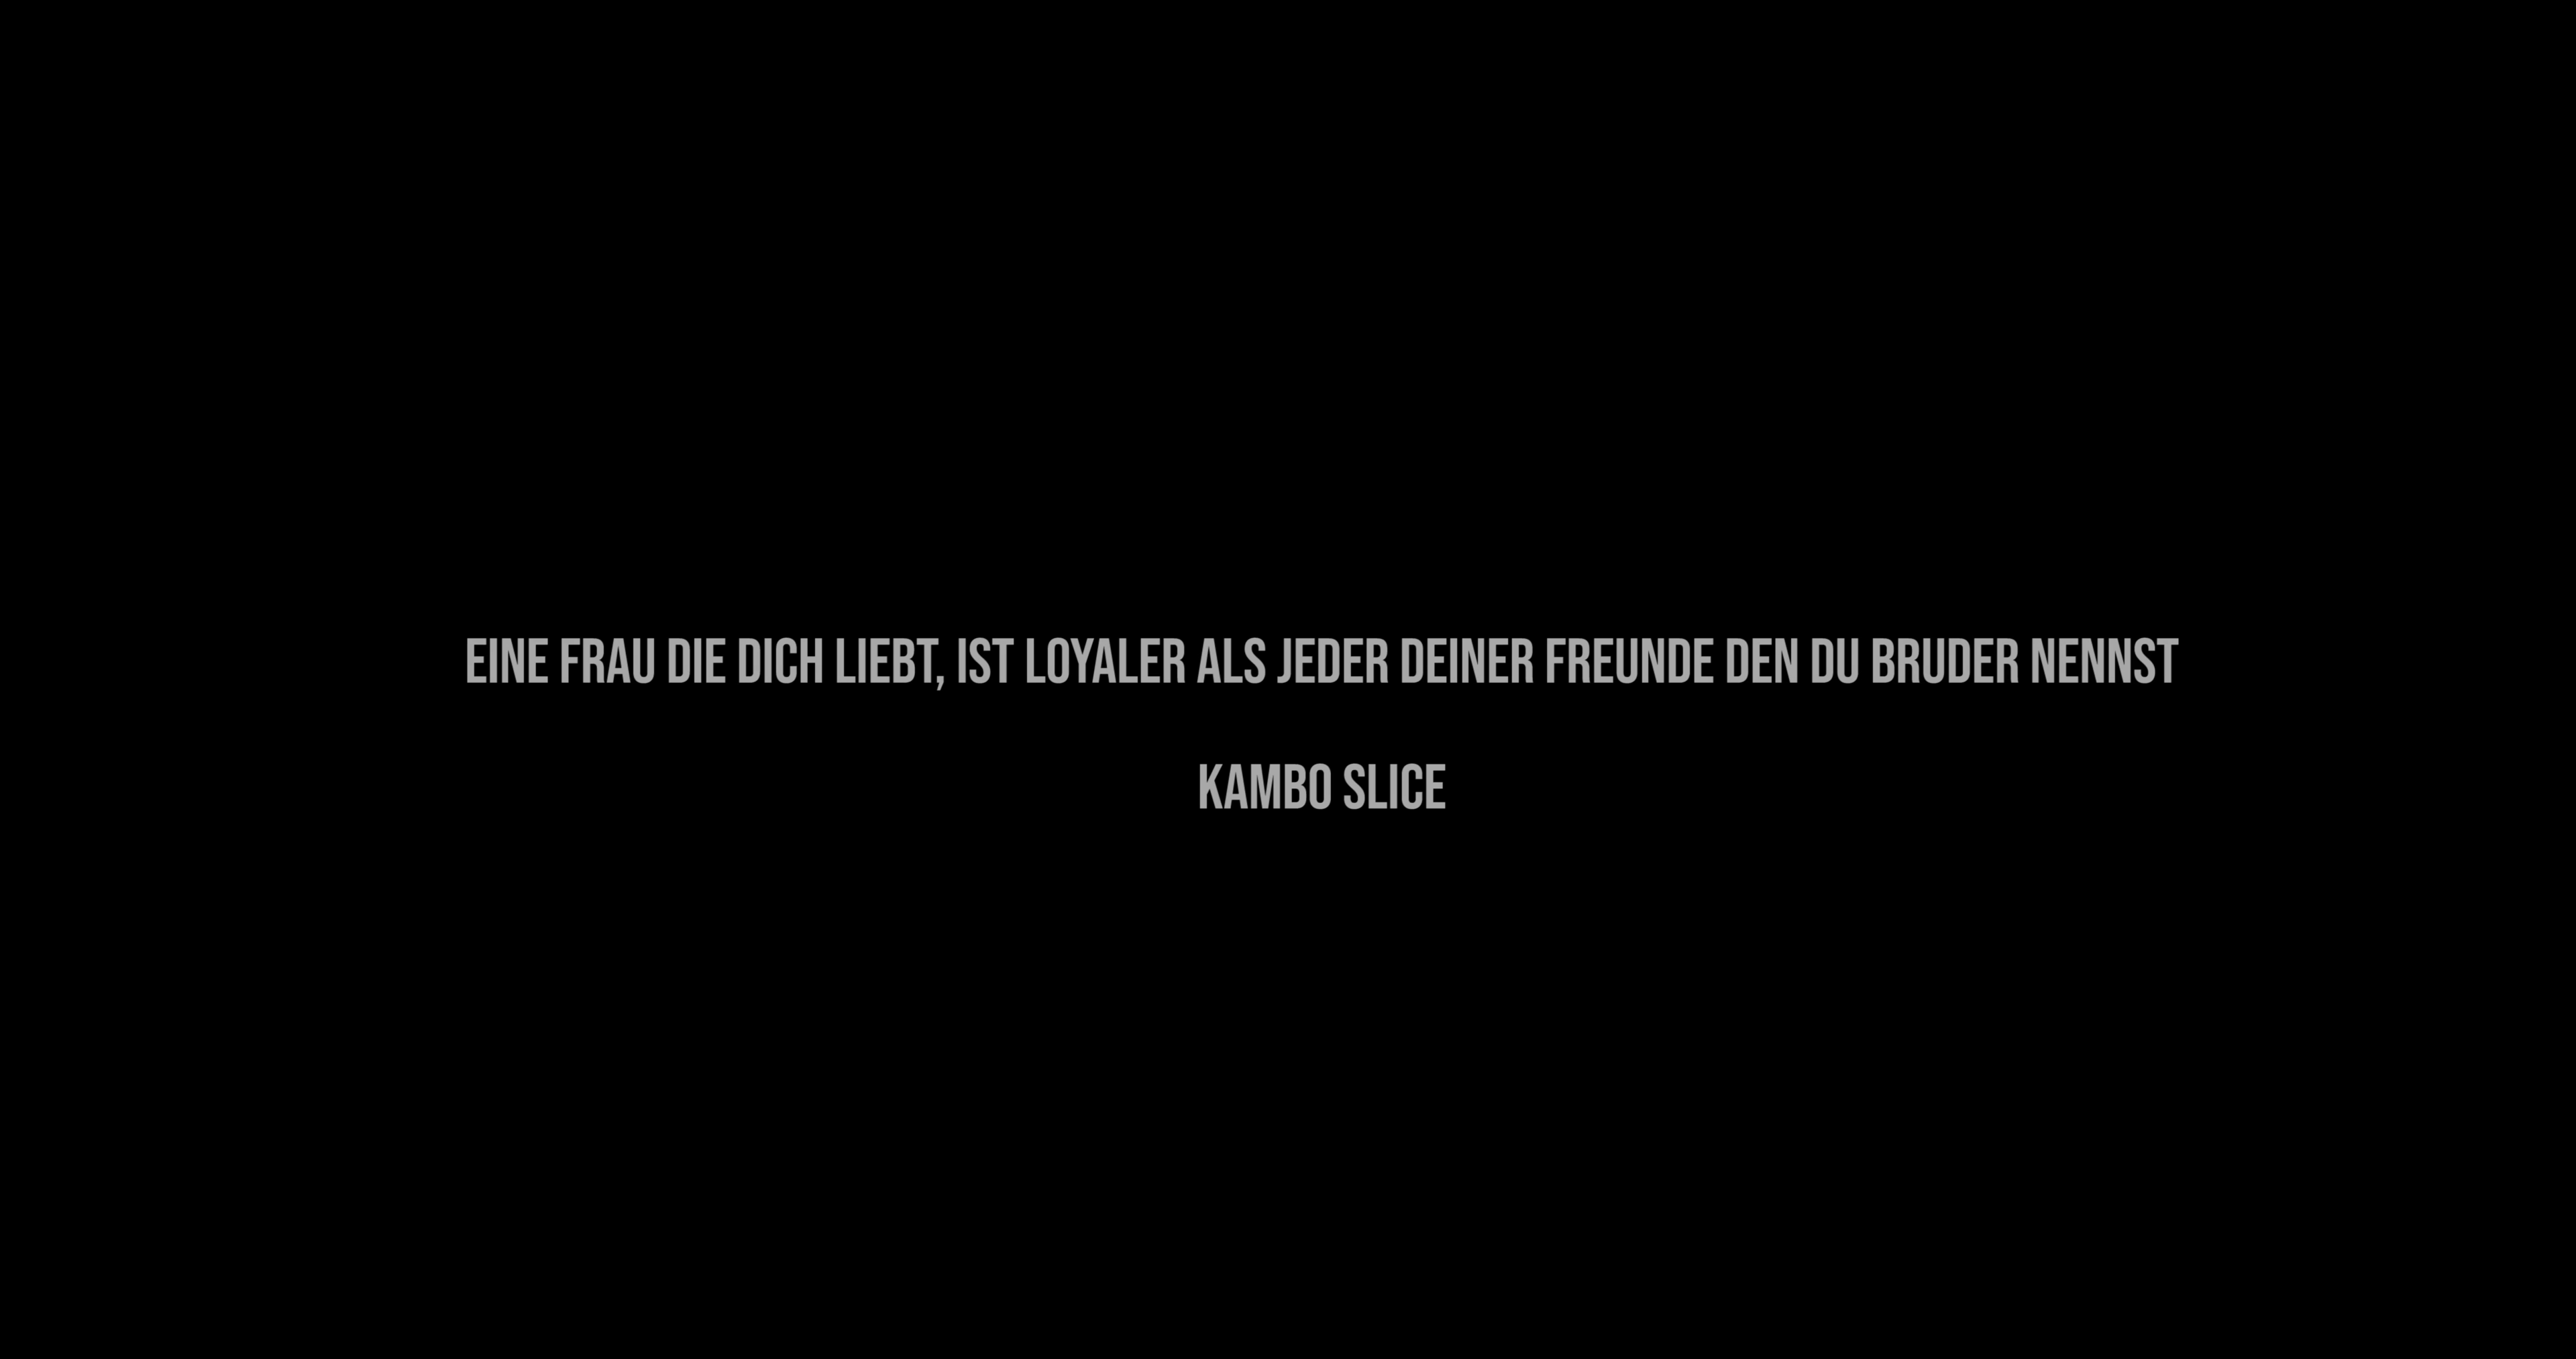 EINE FRAU DIE DICH LIEBT, IST LOYALER ALS JEDER DEINER FREUNDE DEN DU BRUDER NENNST
KAMBO SLICE